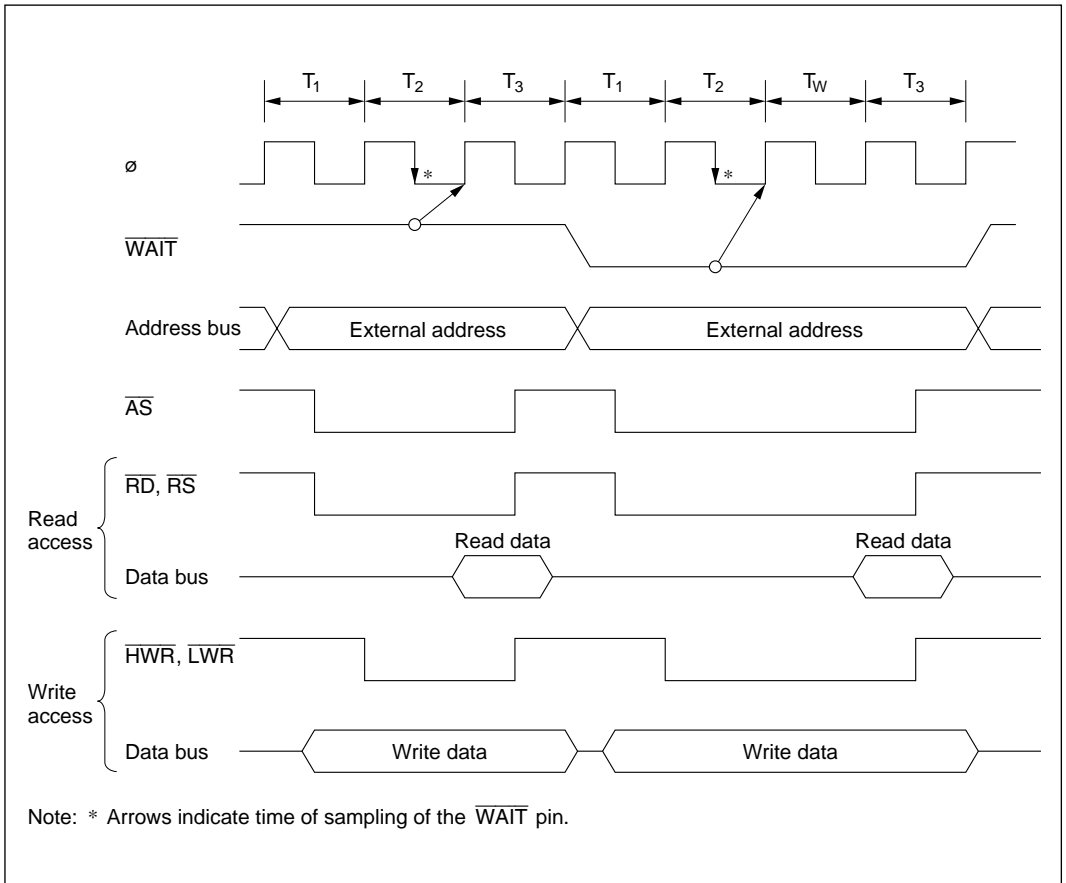 T1 T2 T3 T1 T2 TW T3
ø
* *
WAIT
Address bus External address External address
AS
RD, RS
Read access
Read data Read data
Data bus
HWR, LWR
Write access
Data bus Write data Write data
Note: * Arrows indicate time of sampling of the WAIT pin.